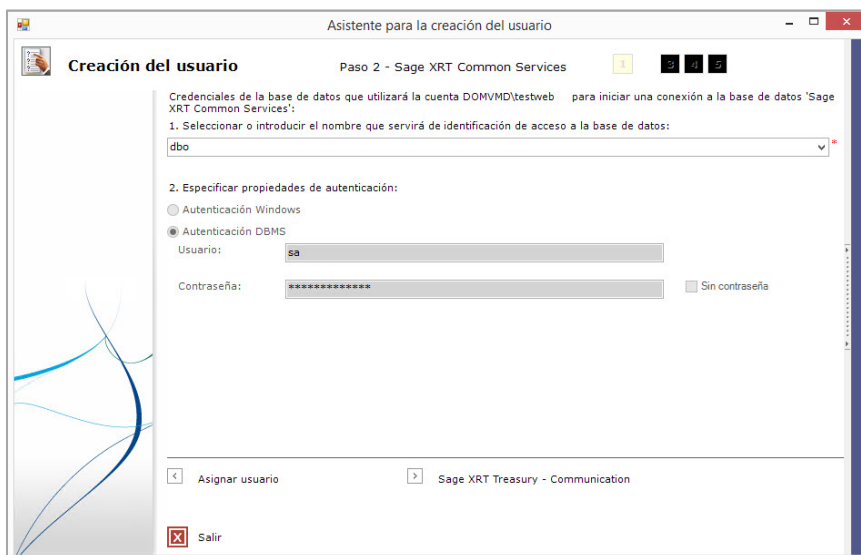 Asistente para la creación del usuario
Creación del usuario
Paso 2 - Sage XRT Common Services
1
3 4 5
Credenciales de la base de datos que utilizará la cuenta DOMVMD\testweb para iniciar una conexión a la base de datos 'Sage
XRT Common Services':
1. Seleccionar o introducir el nombre que servirá de identificación de acceso a la base de datos:
dbo
*
2. Especificar propiedades de autenticación:
Autenticación Windows
Autenticación DBMS
Usuario:
sa
Contraseña:
*************
Sin contraseña
< Asignar usuario
> Sage XRT Treasury - Communication
X Salir